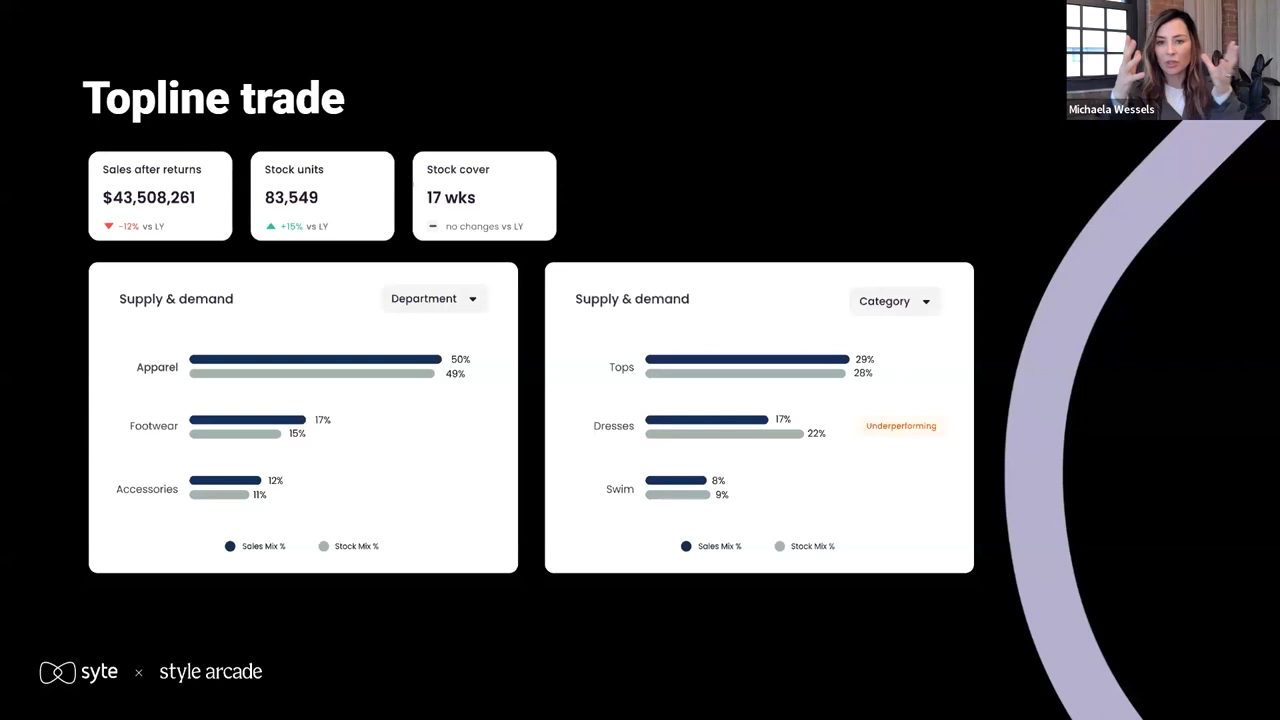 Michaela Wessels
Topline trade
Sales after returns
$43,508,261
-12% vs LY
Stock units
83,549
+15% vs LY
Stock cover
17 wks
no changes vs LY
Supply & demand
Department
Apparel
50%
49%
Footwear
17%
15%
Accessories
12%
11%
Sales Mix %
Stock Mix %
Supply & demand
Category
Tops
29%
28%
Dresses
17%
22%
Underperforming
Swim
8%
9%
Sales Mix %
Stock Mix %
syte × style arcade